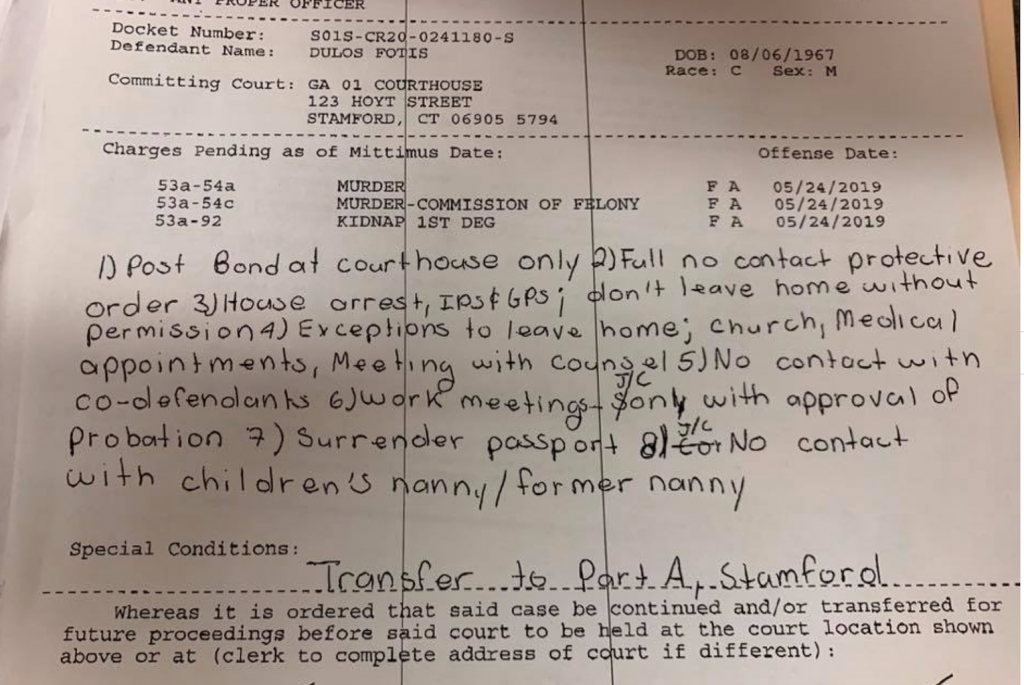 ANY PROPER OFFICER
Docket Number: S01S-CR20-0241180-S
Defendant Name: DULOS FOTIS DOB: 08/06/1967
Race: C Sex: M
Committing Court: GA 01 COURTHOUSE
123 HOYT STREET
STAMFORD, CT 06905 5794
Charges Pending as of Mittimus Date: Offense Date:
53a-54a MURDER F A 05/24/2019
53a-54c MURDER-COMMISSION OF FELONY F A 05/24/2019
53a-92 KIDNAP 1ST DEG F A 05/24/2019
1) Post Bond at courthouse only 2) Full no contact protective
order 3) House arrest, IPS & GPS; don't leave home without
permission 4) Exceptions to leave home; church, Medical
appointments, Meeting with counsel 5) No contact with
co-defendants 6) work meetings- J/C only with approval of
Probation 7) Surrender passport 8) J/C No contact
with children's nanny/former nanny
Special Conditions:
Transfer to Part A, Stamford
Whereas it is ordered that said case be continued and/or transferred for
future proceedings before said court to be held at the court location shown
above or at (clerk to complete address of court if different):